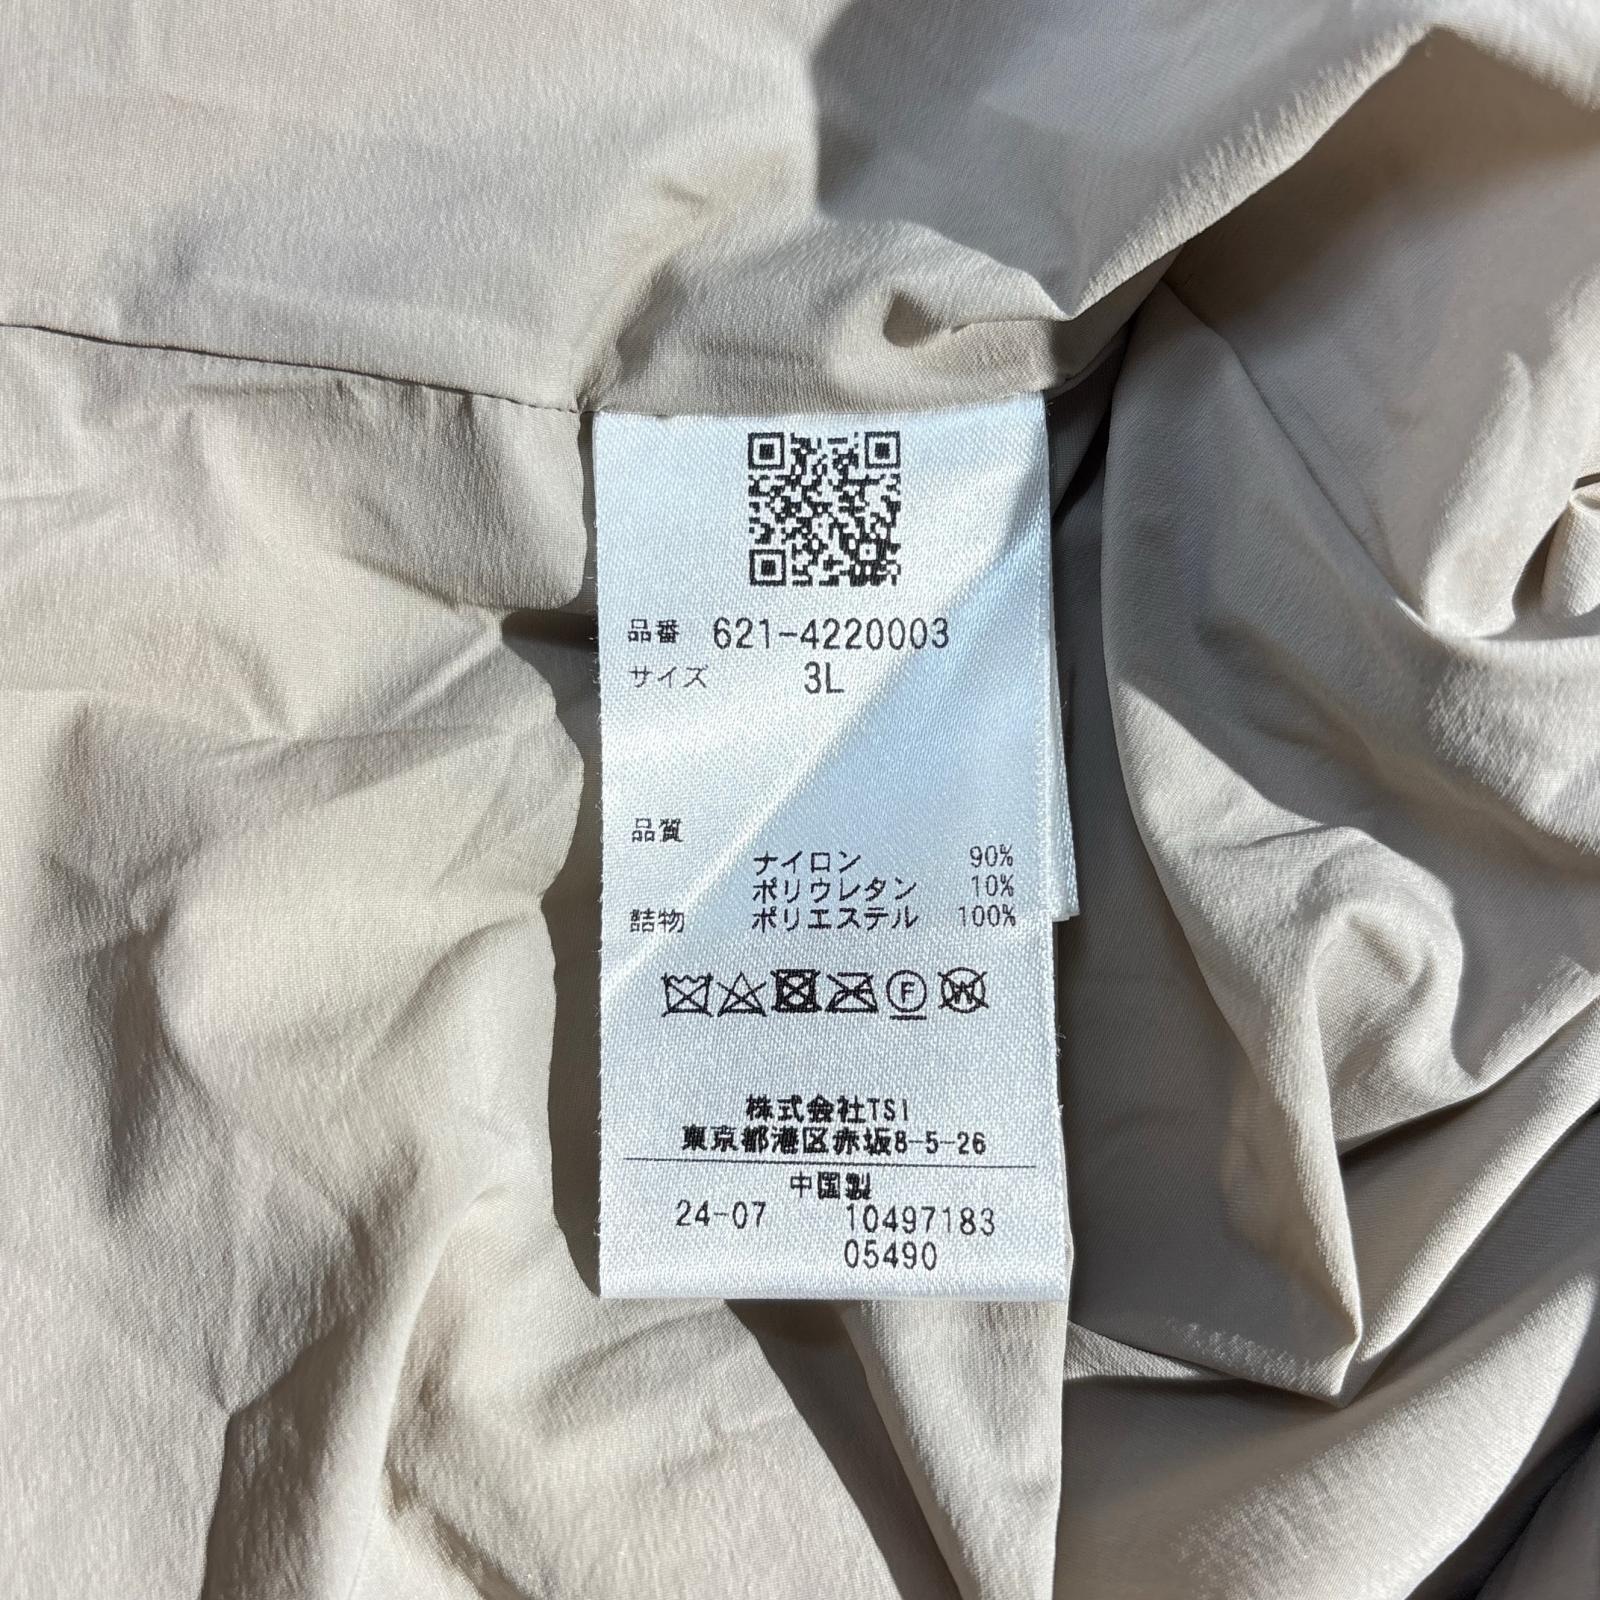 品番 621-4220003
サイズ 3L
品質
ナイロン 90%
ポリウレタン 10%
詰物 ポリエステル 100%
F W
株式会社TSI
東京都港区赤坂8-5-26
中国製
24-07 10497183
05490